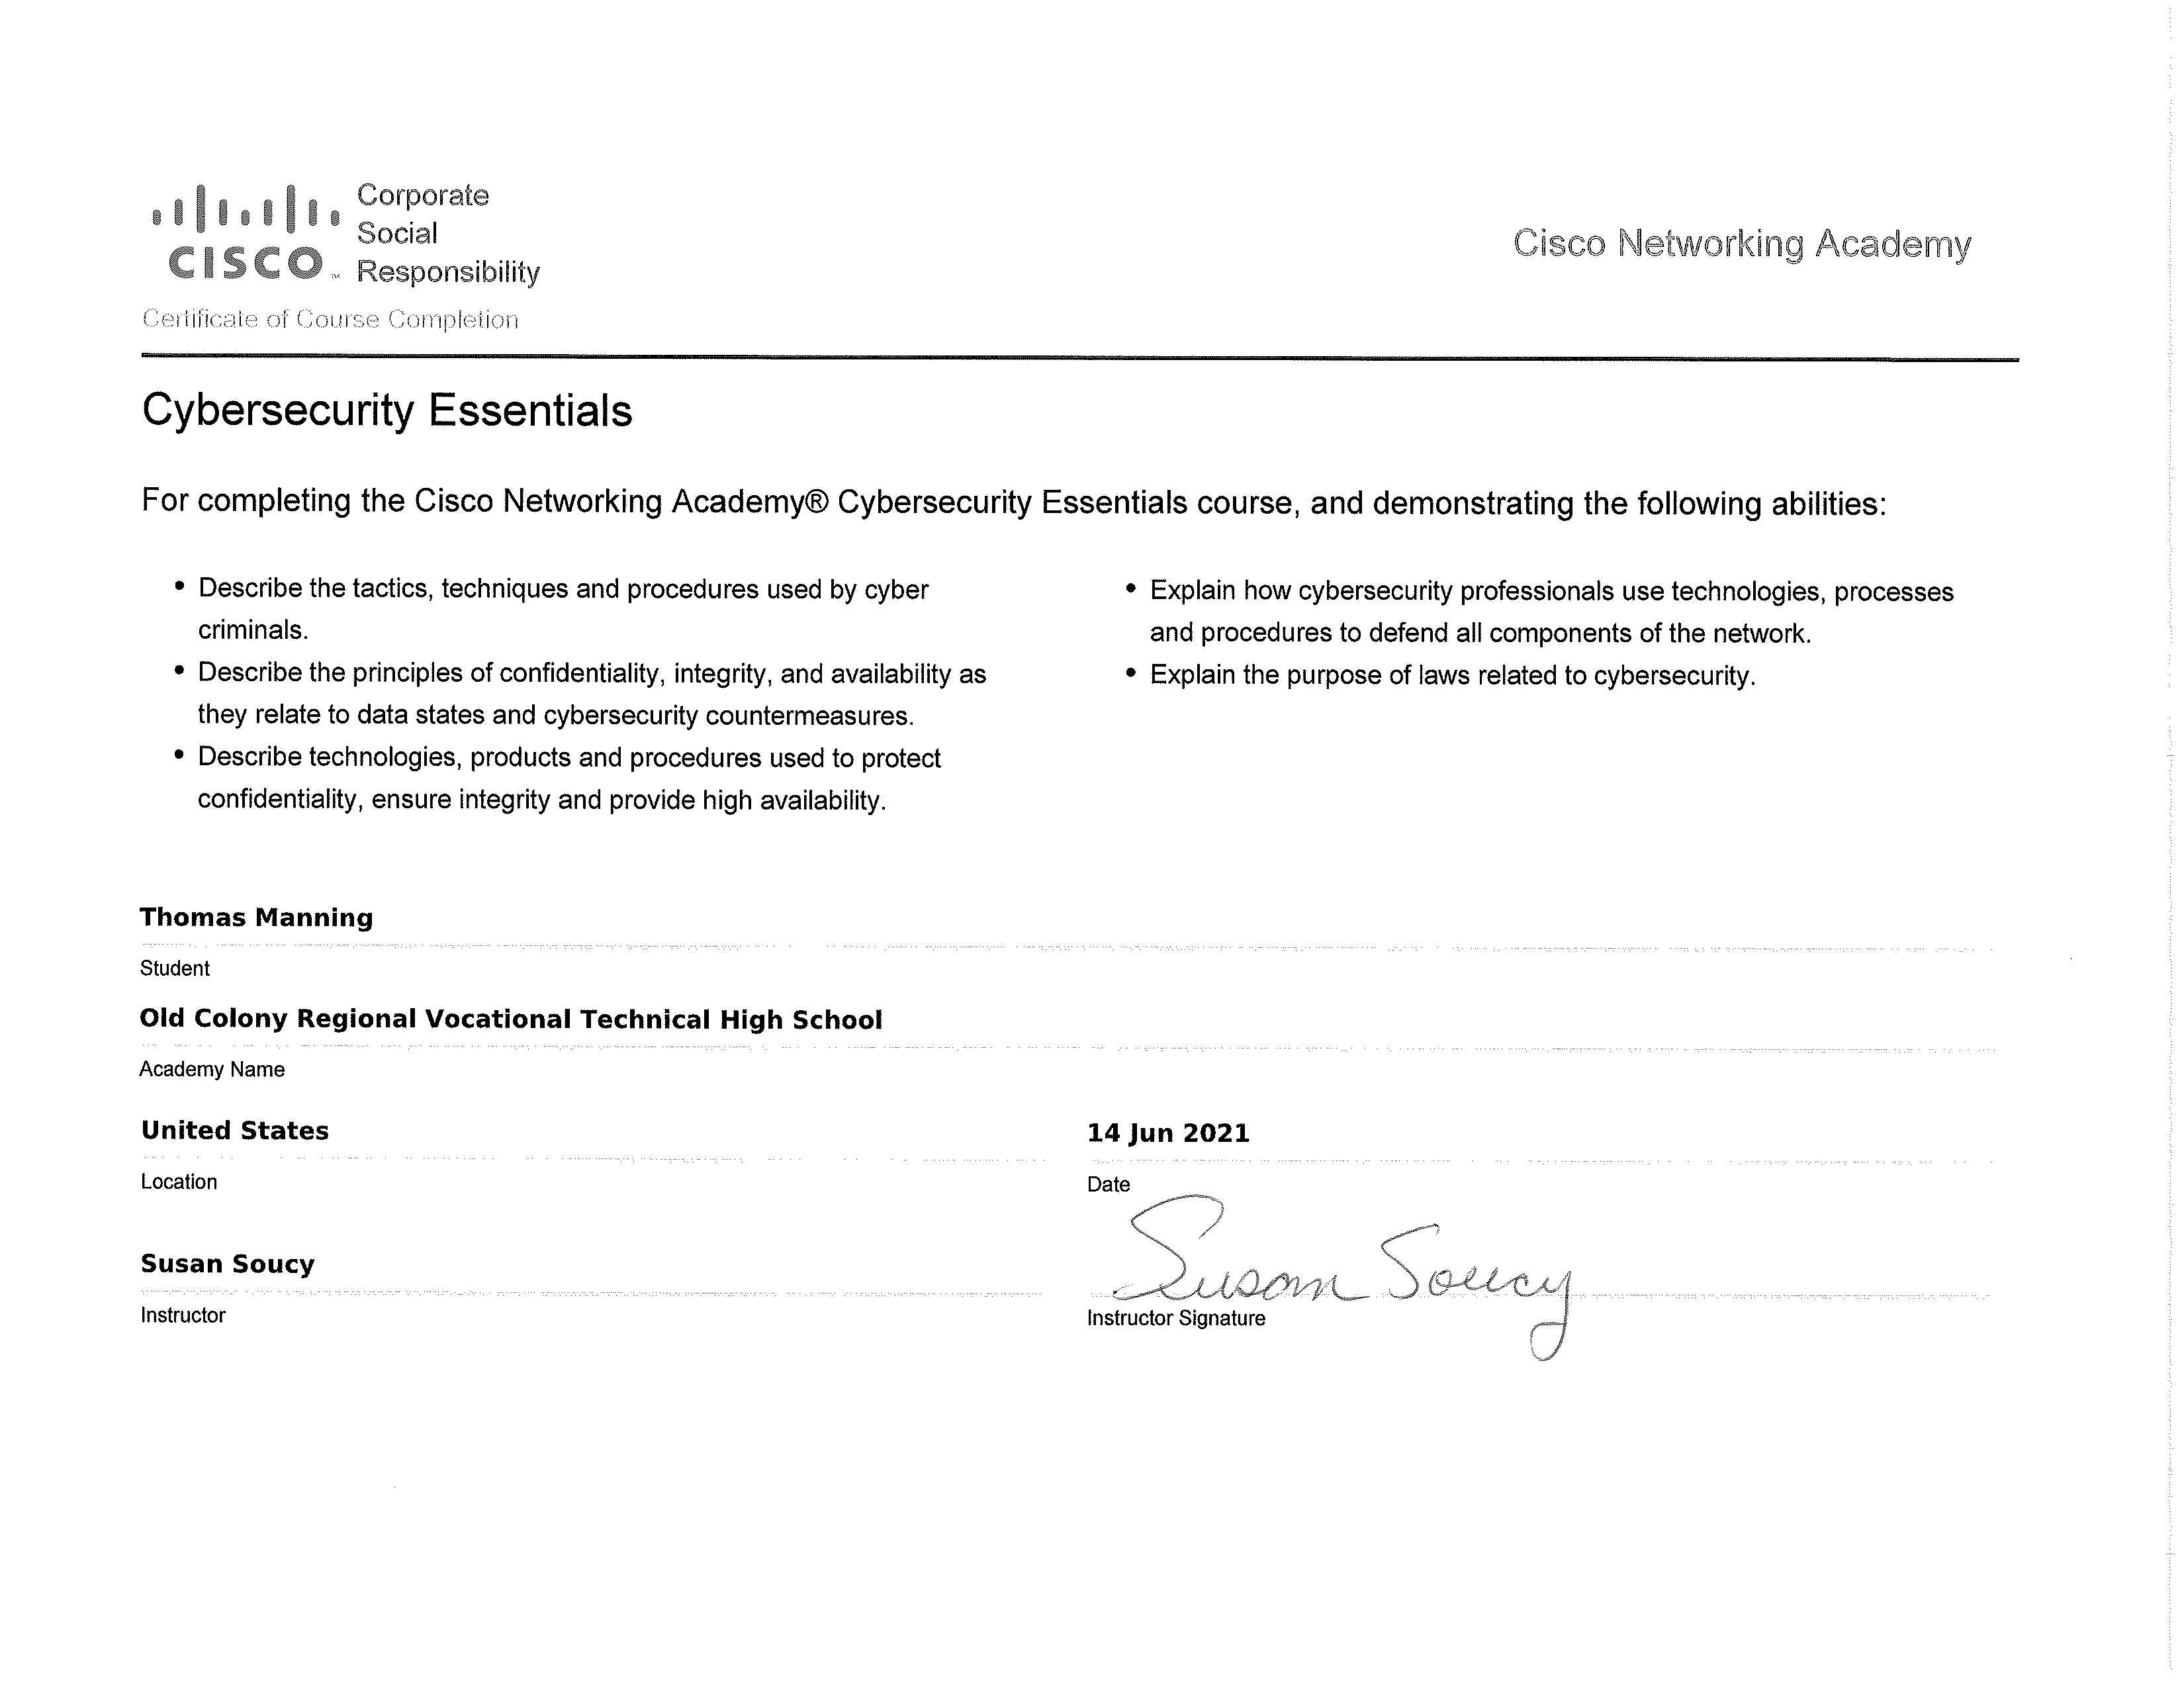 Corporate
Social
CISCO™ Responsibility
Cisco Networking Academy
Certificate of Course Completion
Cybersecurity Essentials
For completing the Cisco Networking Academy® Cybersecurity Essentials course, and demonstrating the following abilities:
• Describe the tactics, techniques and procedures used by cyber
criminals.
• Describe the principles of confidentiality, integrity, and availability as
they relate to data states and cybersecurity countermeasures.
• Describe technologies, products and procedures used to protect
confidentiality, ensure integrity and provide high availability.
• Explain how cybersecurity professionals use technologies, processes
and procedures to defend all components of the network.
• Explain the purpose of laws related to cybersecurity.
Thomas Manning
Student
Old Colony Regional Vocational Technical High School
Academy Name
United States
Location
14 Jun 2021
Date
Susan Soucy
Instructor
Susan Soucy
Instructor Signature